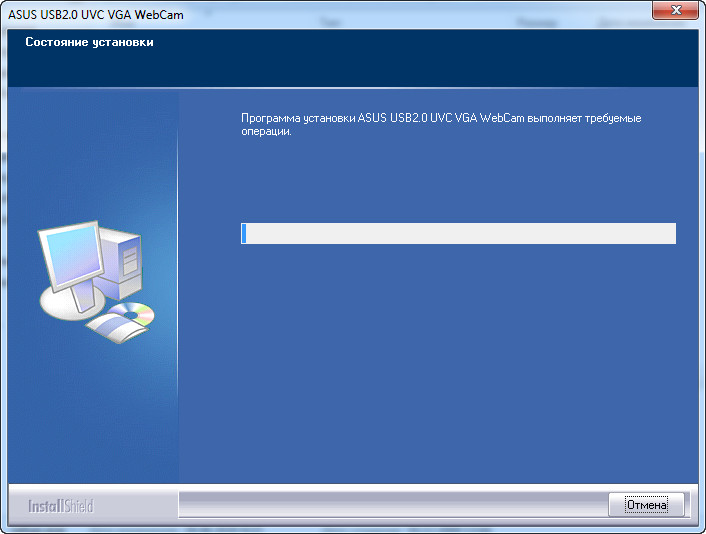 ASUS USB2.0 UVC VGA WebCam
Состояние установки
Программа установки ASUS USB2.0 UVC VGA WebCam выполняет требуемые
операции.
InstallShield
Отмена